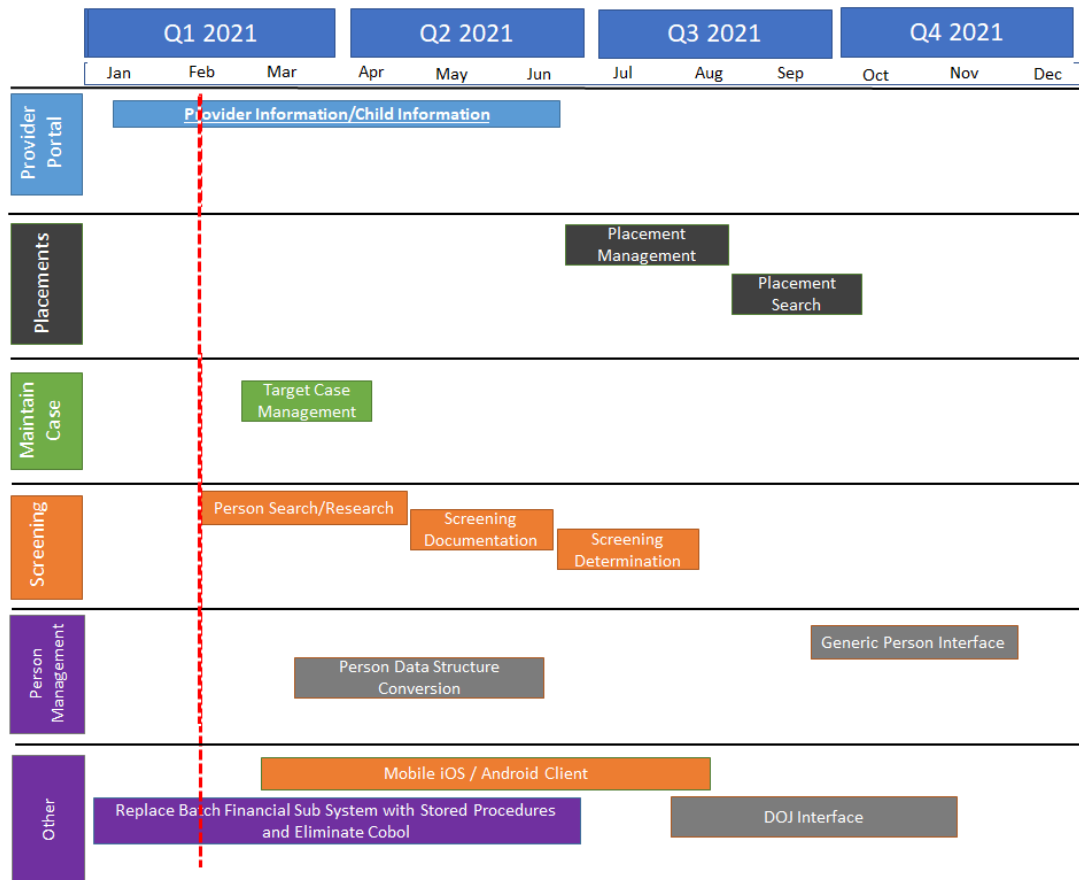 Q1 2021
Q2 2021
Q3 2021
Q4 2021
Jan
Feb
Mar
Apr
May
Jun
Jul
Aug
Sep
Oct
Nov
Dec
Provider
Portal
Provider Information/Child Information
Placements
Placement
Management
Placement
Search
Maintain
Case
Target Case
Management
Screening
Person Search/Research
Screening
Documentation
Screening
Determination
Person
Management
Generic Person Interface
Person Data Structure
Conversion
Other
Mobile iOS / Android Client
Replace Batch Financial Sub System with Stored Procedures
and Eliminate Cobol
DOJ Interface